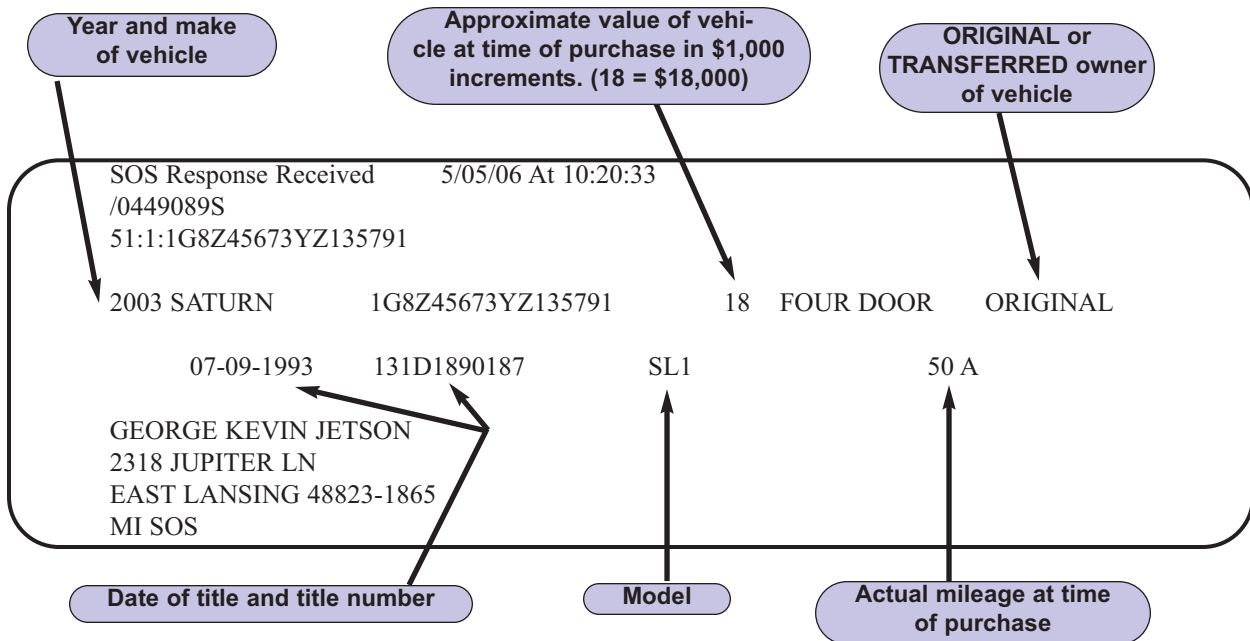 Year and make
of vehicle
Approximate value of vehi-
cle at time of purchase in $1,000
increments. (18 = $18,000)
ORIGINAL or
TRANSFERRED owner
of vehicle
SOS Response Received 5/05/06 At 10:20:33
/0449089S
51:1:1G8Z45673YZ135791
2003 SATURN 1G8Z45673YZ135791 18 FOUR DOOR ORIGINAL
07-09-1993 131D1890187 SL1 50 A
GEORGE KEVIN JETSON
2318 JUPITER LN
EAST LANSING 48823-1865
MI SOS
Date of title and title number
Model
Actual mileage at time
of purchase